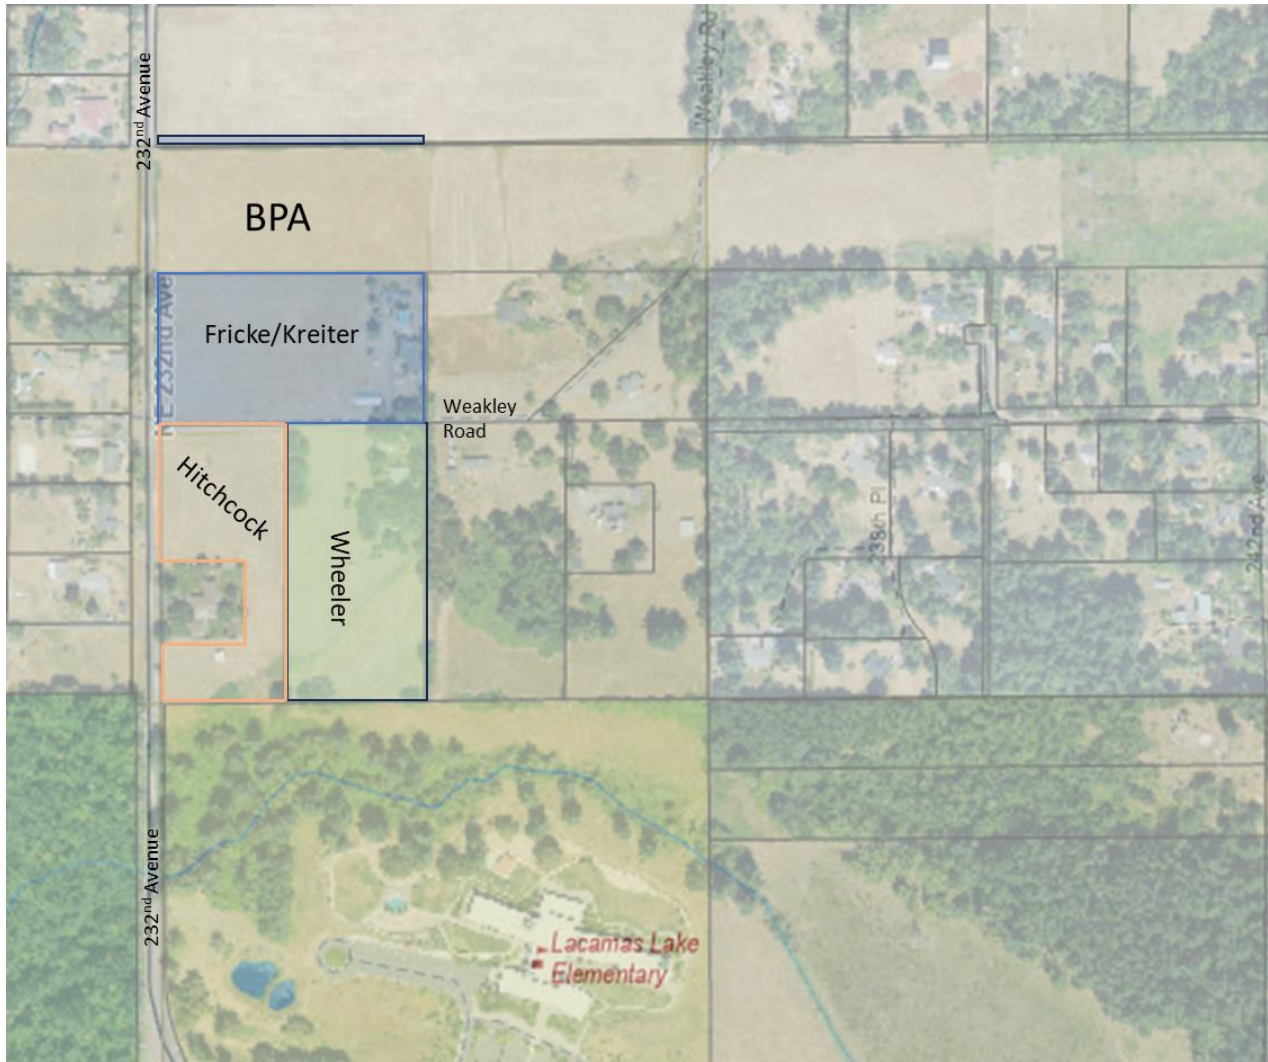 232nd Avenue
Weakley Rd
BPA
NE 232nd Ave
Fricke/Kreiter
Weakley
Road
Hitchcock
Wheeler
238th Pl
242nd Ave
232nd Avenue
Lacamas Lake
Elementary